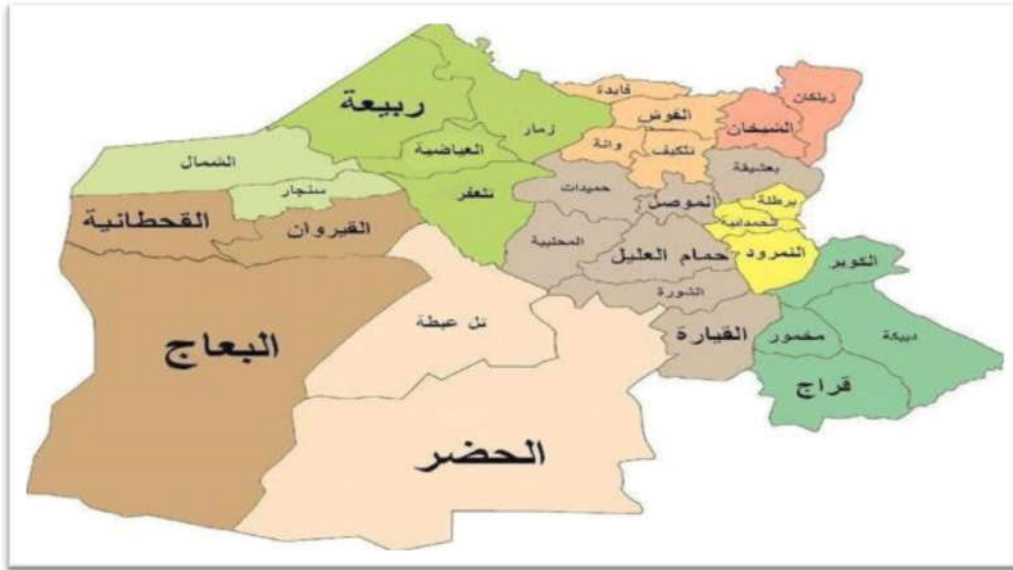 زيلكان
فايدة
ربيعة
القوش
الشيخان
زمار
العياضية
وانة
تلكيف
الشمال
بعشيقة
سنجار
تلعفر
حميدات
الموصل
برطلة
القحطانية
القيروان
الحمدانية
المحلبية
حمام العليل
النمرود
الكوير
الشورة
تل عبطة
البعاج
القيارة
مخمور
ديبكة
قراج
الحضر